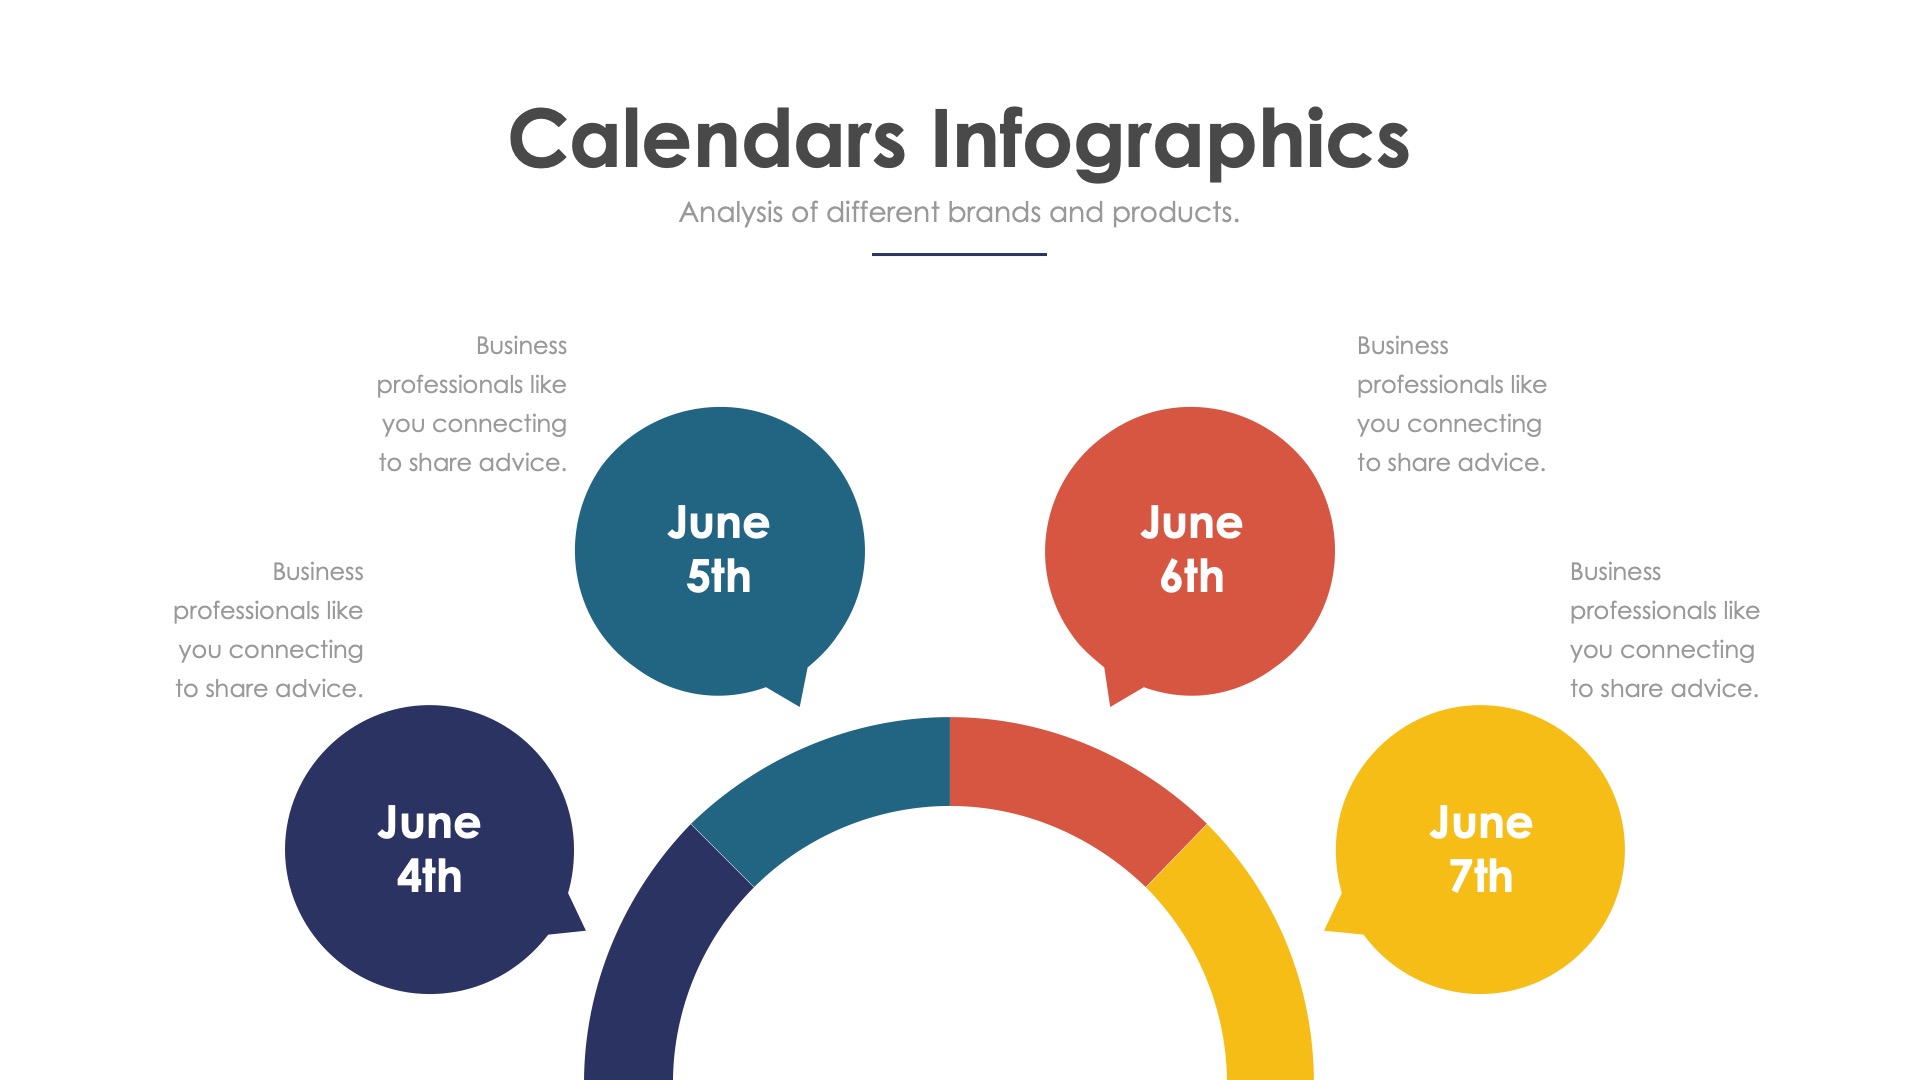 Calendars Infographics
Analysis of different brands and products.
Business
professionals like
you connecting
to share advice.
June
4th
Business
professionals like
you connecting
to share advice.
June
5th
Business
professionals like
you connecting
to share advice.
June
6th
Business
professionals like
you connecting
to share advice.
June
7th